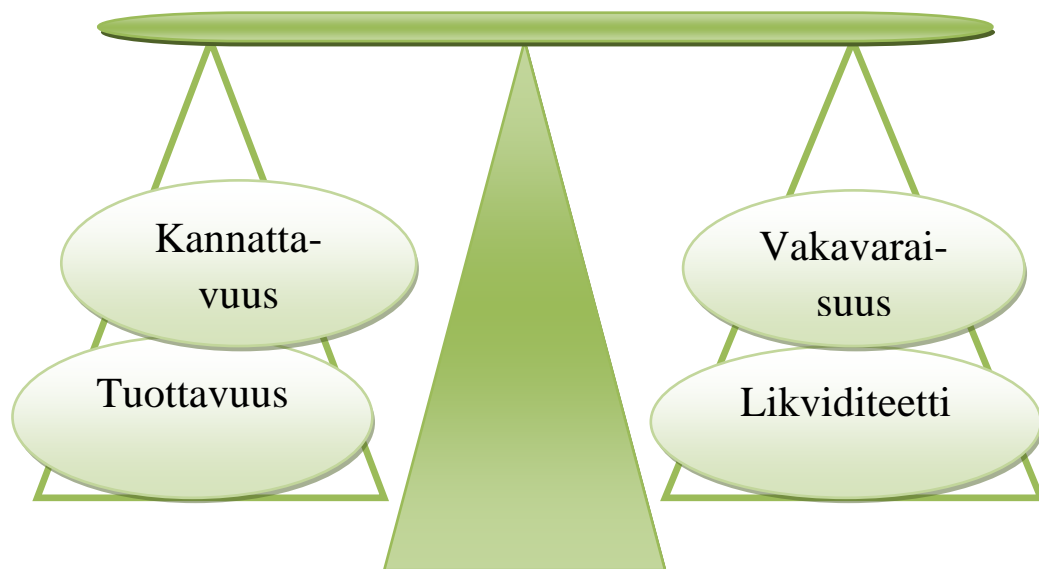 Kannatta-
vuus
Tuottavuus
Vakavarai-
suus
Likviditeetti